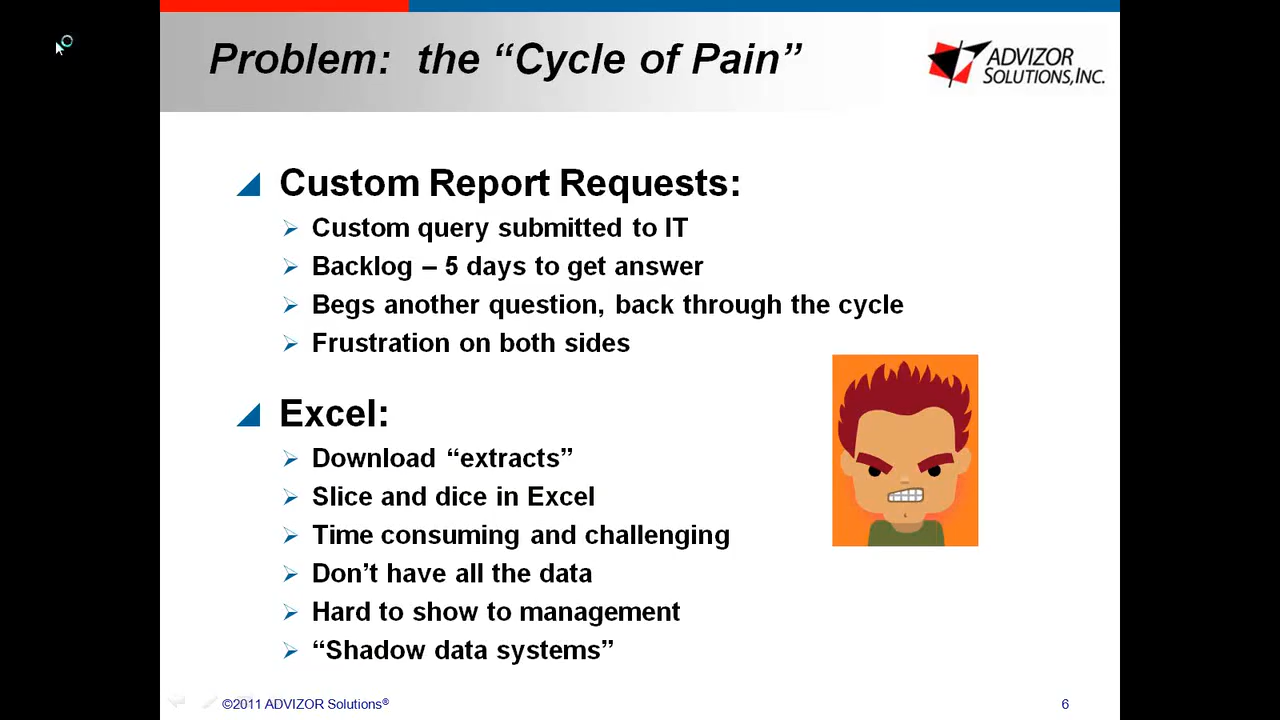 Problem: the “Cycle of Pain”
ADVIZOR
SOLUTIONS, INC.
Custom Report Requests:
Custom query submitted to IT
Backlog – 5 days to get answer
Begs another question, back through the cycle
Frustration on both sides
Excel:
Download “extracts”
Slice and dice in Excel
Time consuming and challenging
Don’t have all the data
Hard to show to management
“Shadow data systems”
©2011 ADVIZOR Solutions®
6